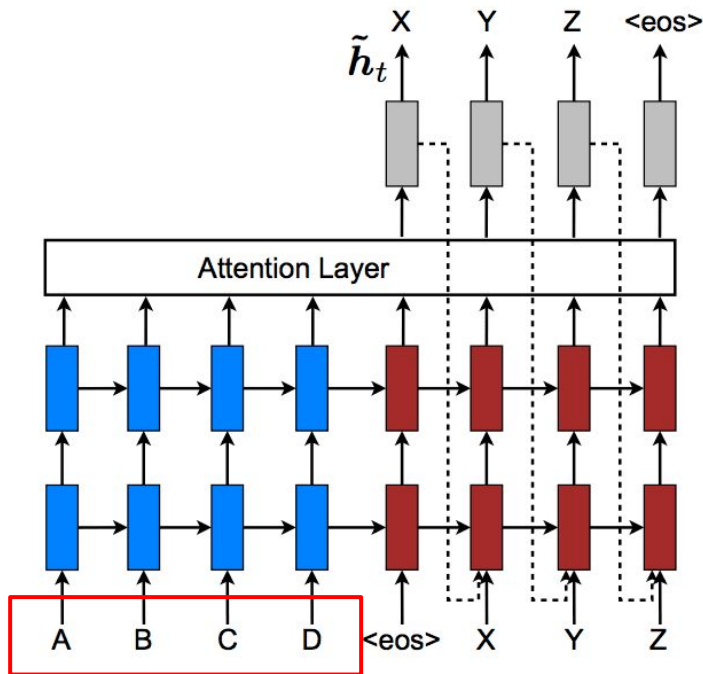 X Y Z <eos>
h̃ₜ
Attention Layer
A B C D <eos> X Y Z